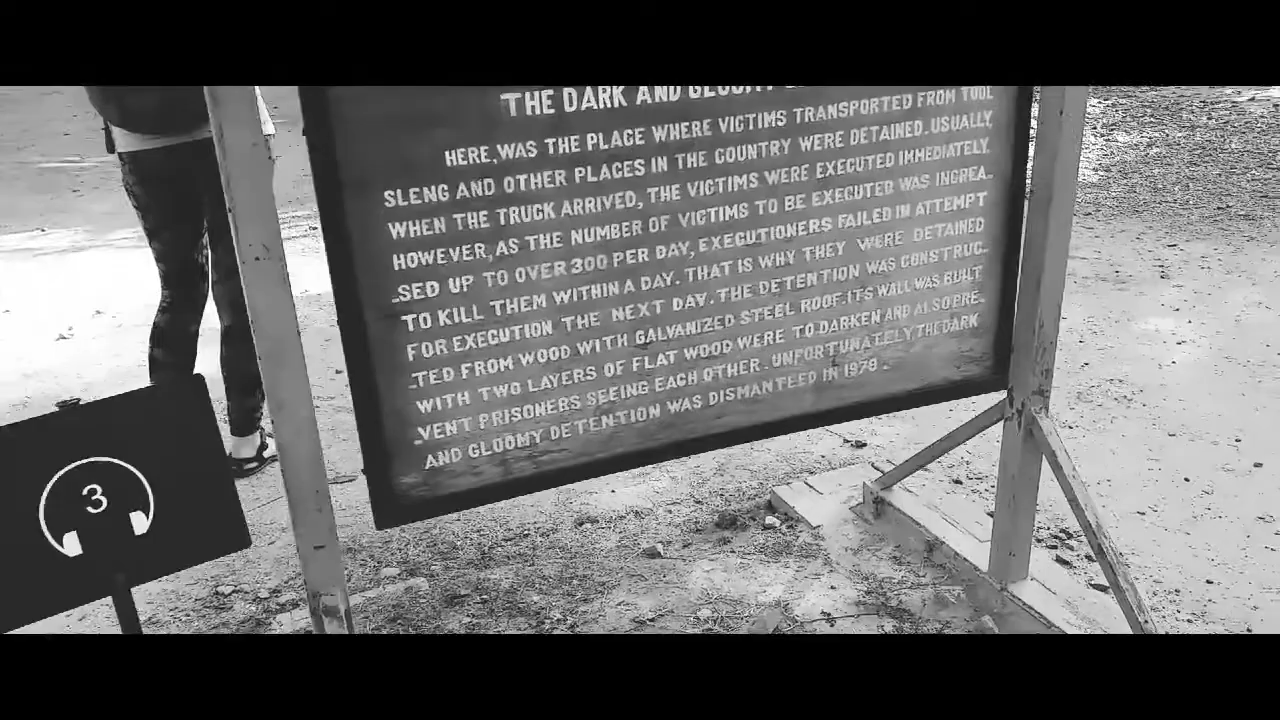 THE DARK AND GLOOMY
HERE,WAS THE PLACE WHERE VICTIMS TRANSPORTED FROM TUOL
SLENG AND OTHER PLACES IN THE COUNTRY WERE DETAINED. USUALLY,
WHEN THE TRUCK ARRIVED, THE VICTIMS WERE EXECUTED IMMEDIATELY.
HOWEVER, AS THE NUMBER OF VICTIMS TO BE EXECUTED WAS INCREA-
-SED UP TO OVER 300 PER DAY, EXECUTIONERS FAILED IN ATTEMPT
TO KILL THEM WITHIN A DAY. THAT IS WHY THEY WERE DETAINED
FOR EXECUTION THE NEXT DAY. THE DETENTION WAS CONSTRUC-
-TED FROM WOOD WITH GALVANIZED STEEL ROOF. ITS WALL WAS BUILT
WITH TWO LAYERS OF FLAT WOOD WERE TO DARKEN AND ALSO PRE-
-VENT PRISONERS SEEING EACH OTHER. UNFORTUNATELY, THE DARK
AND GLOOMY DETENTION WAS DISMANTEED IN 1979.
3